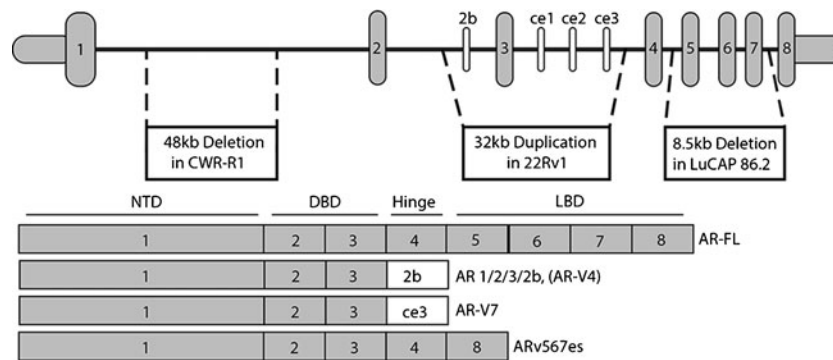 2b ce1 ce2 ce3
1 2 3 4 5 6 7 8
48kb Deletion
in CWR-R1
32kb Duplication
in 22Rv1
8.5kb Deletion
in LuCAP 86.2
NTD DBD Hinge LBD
1 2 3 4 5 6 7 8 AR-FL
1 2 3 2b AR 1/2/3/2b, (AR-V4)
1 2 3 ce3 AR-V7
1 2 3 4 8 ARv567es